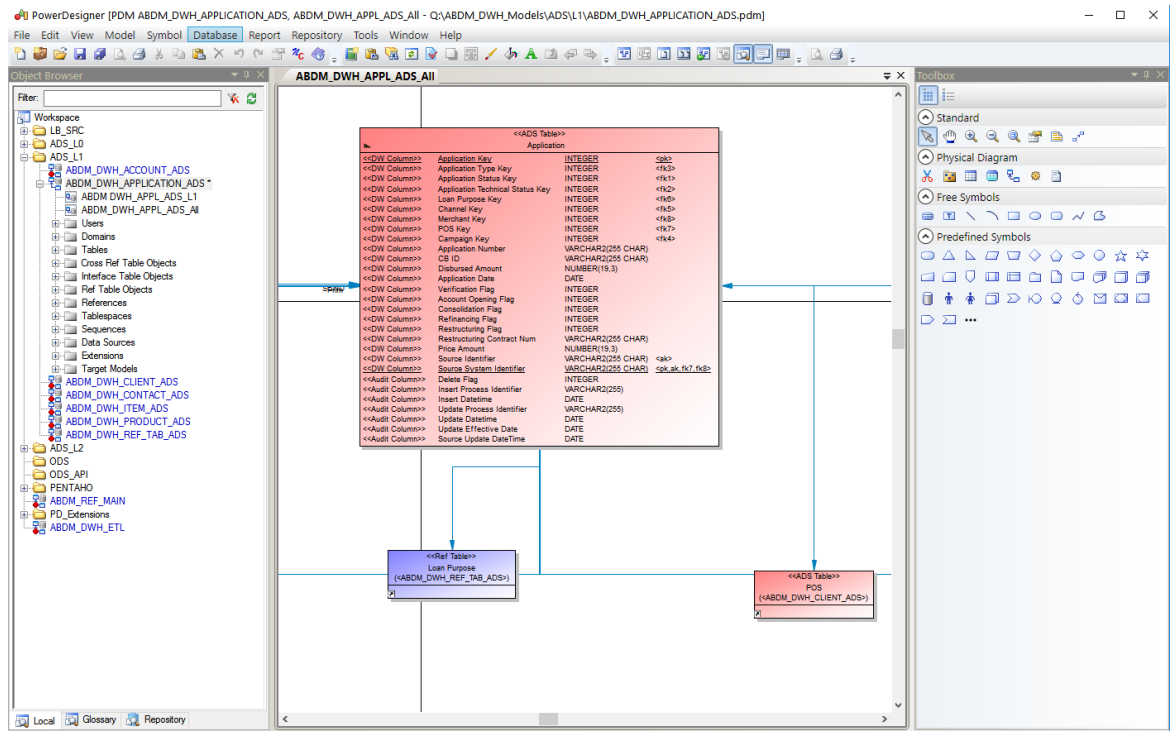 PowerDesigner [PDM ABDM_DWH_APPLICATION_ADS, ABDM_DWH_APPL_ADS_All - Q:\ABDM_DWH_Models\ADS\L1\ABDM_DWH_APPLICATION_ADS.pdm]
File Edit View Model Symbol Database Report Repository Tools Window Help
Object Browser
Filter:
Workspace
LB_SRC
ADS_L0
ADS_L1
ABDM_DWH_ACCOUNT_ADS
ABDM_DWH_APPLICATION_ADS *
ABDM DWH_APPL_ADS_L1
ABDM_DWH_APPL_ADS_All
Users
Domains
Tables
Cross Ref Table Objects
Interface Table Objects
Ref Table Objects
References
Tablespaces
Sequences
Data Sources
Extensions
Target Models
ABDM_DWH_CLIENT_ADS
ABDM_DWH_CONTACT_ADS
ABDM_DWH_ITEM_ADS
ABDM_DWH_PRODUCT_ADS
ABDM_DWH_REF_TAB_ADS
ADS_L2
ODS
ODS_API
PENTAHO
ABDM_REF_MAIN
PD_Extensions
ABDM_DWH_ETL
Local Glossary Repository
ABDM_DWH_APPL_ADS_All
<<ADS Table>>
Application
<<DW Column>> Application Key INTEGER <pk>
<<DW Column>> Application Type Key INTEGER <fk3>
<<DW Column>> Application Status Key INTEGER <fk1>
<<DW Column>> Application Technical Status Key INTEGER <fk2>
<<DW Column>> Loan Purpose Key INTEGER <fk6>
<<DW Column>> Channel Key INTEGER <fk5>
<<DW Column>> Merchant Key INTEGER <fk8>
<<DW Column>> POS Key INTEGER <fk7>
<<DW Column>> Campaign Key INTEGER <fk4>
<<DW Column>> Application Number VARCHAR2(255 CHAR)
<<DW Column>> CB ID VARCHAR2(255 CHAR)
<<DW Column>> Disbursed Amount NUMBER(19,3)
<<DW Column>> Application Date DATE
<<DW Column>> Verification Flag INTEGER
<<DW Column>> Account Opening Flag INTEGER
<<DW Column>> Consolidation Flag INTEGER
<<DW Column>> Refinancing Flag INTEGER
<<DW Column>> Restructuring Flag INTEGER
<<DW Column>> Restructuring Contract Num VARCHAR2(255 CHAR)
<<DW Column>> Price Amount NUMBER(19,3)
<<DW Column>> Source Identifier VARCHAR2(255 CHAR) <ak>
<<DW Column>> Source System Identifier VARCHAR2(255 CHAR) <pk,ak,fk7,fk8>
<<Audit Column>> Delete Flag INTEGER
<<Audit Column>> Insert Process Identifier VARCHAR2(255)
<<Audit Column>> Insert Datetime DATE
<<Audit Column>> Update Process Identifier VARCHAR2(255)
<<Audit Column>> Update Datetime DATE
<<Audit Column>> Update Effective Date DATE
<<Audit Column>> Source Update DateTime DATE
<<Ref Table>>
Loan Purpose
(<ABDM_DWH_REF_TAB_ADS>)
<<ADS Table>>
POS
(<ABDM_DWH_CLIENT_ADS>)
Toolbox
Standard
Physical Diagram
Free Symbols
Predefined Symbols